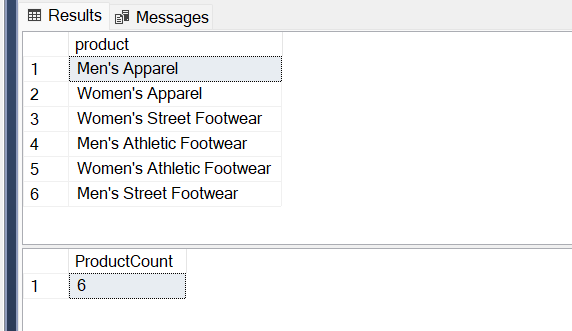 Results Messages
product
1 Men's Apparel
2 Women's Apparel
3 Women's Street Footwear
4 Men's Athletic Footwear
5 Women's Athletic Footwear
6 Men's Street Footwear
ProductCount
1 6